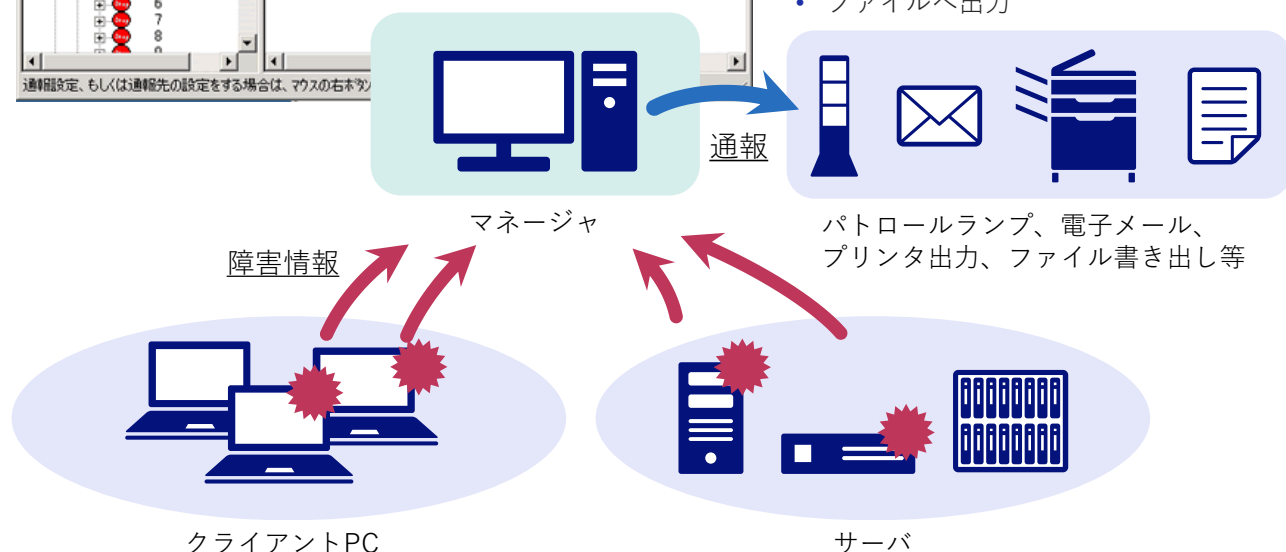 6
7
8
通報設定、もしくは通報先の設定をする場合は、マウスの右ボタン
• ファイルへ出力
通報
マネージャ
パトロールランプ、電子メール、
プリンタ出力、ファイル書き出し等
障害情報
クライアントPC
サーバ